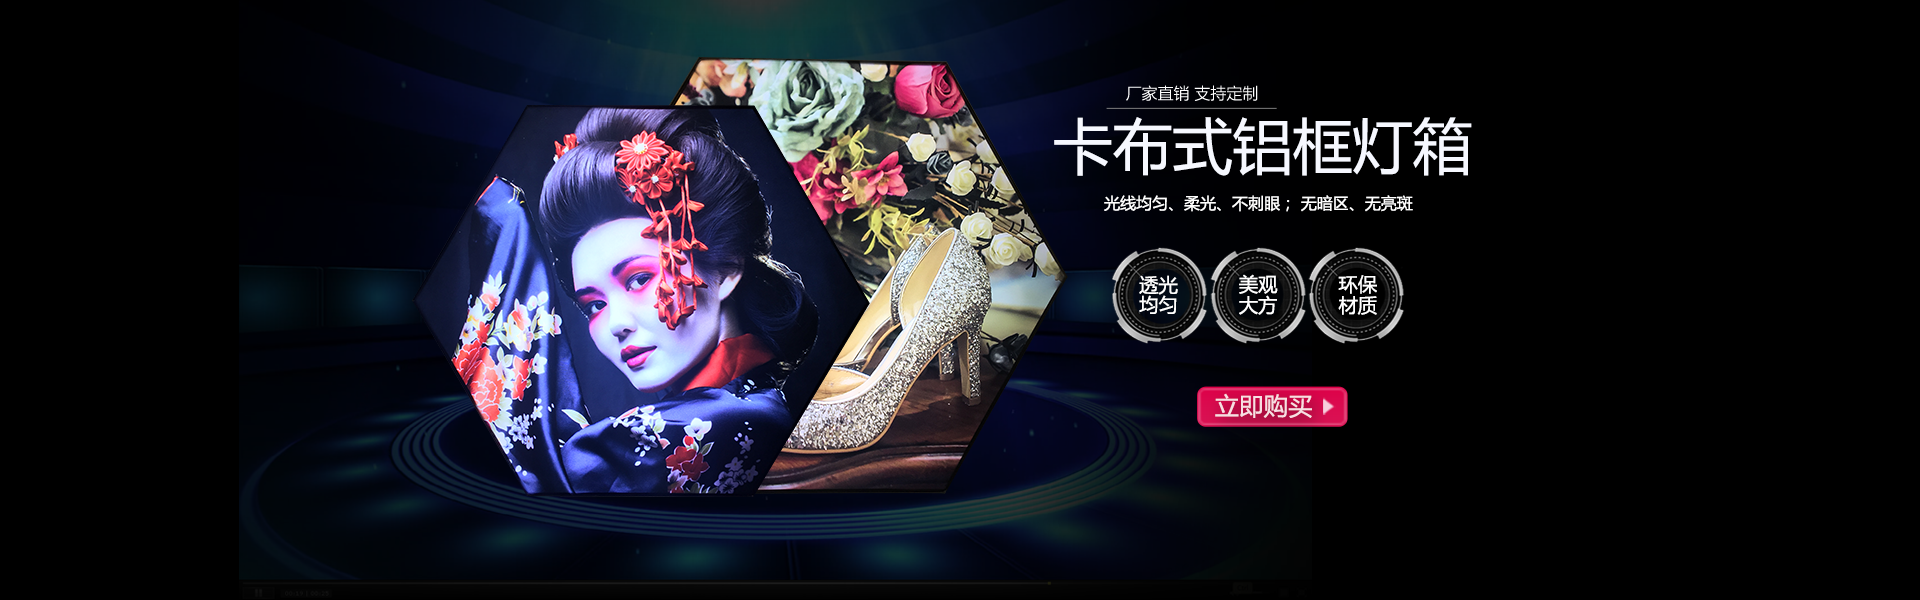 厂家直销 支持定制
卡布式铝框灯箱
光线均匀、柔光、不刺眼；无暗区、无亮斑
透光
均匀
美观
大方
环保
材质
立即购买